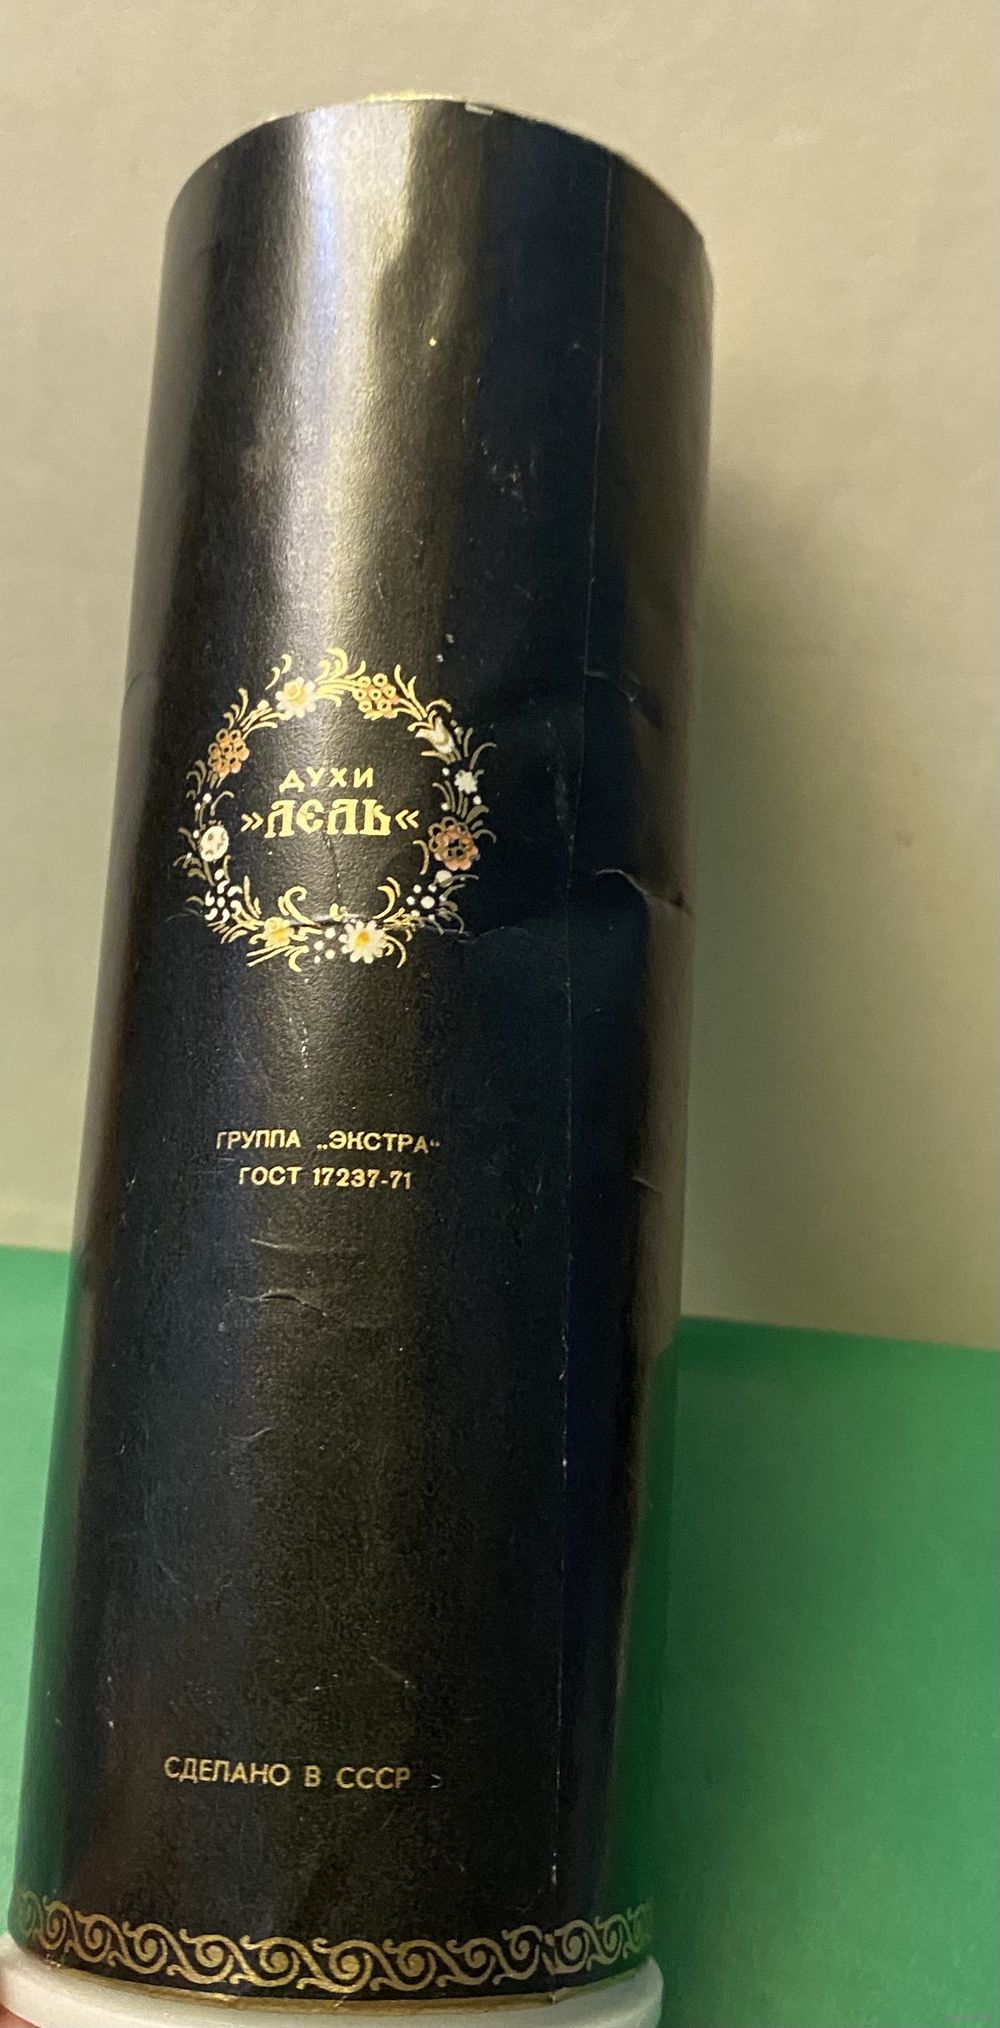 ДУХИ
»ЛЕЛЬ«
ГРУППА „ЭКСТРА“
ГОСТ 17237-71
СДЕЛАНО В СССР